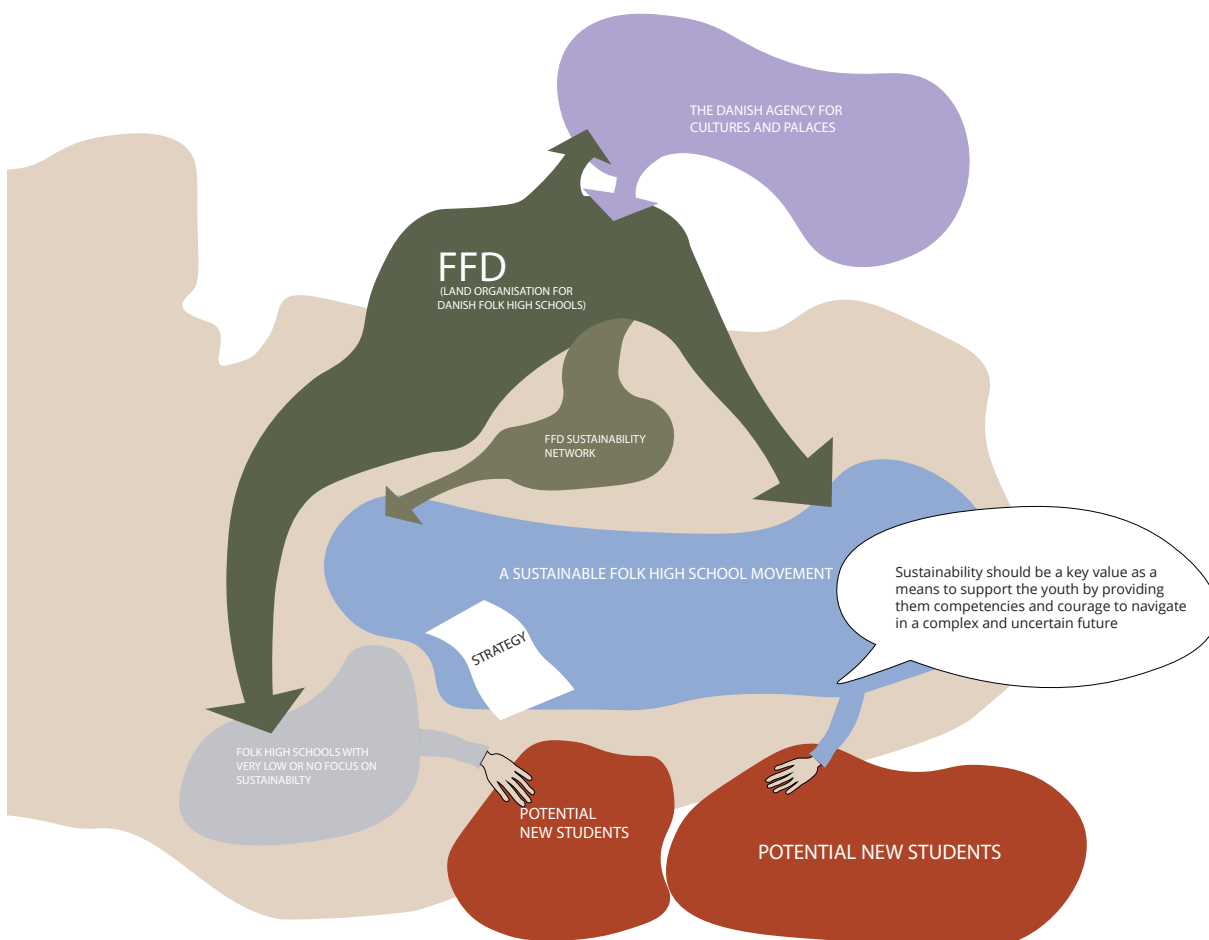 THE DANISH AGENCY FOR
CULTURES AND PALACES
FFD
(LAND ORGANISATION FOR
DANISH FOLK HIGH SCHOOLS)
FFD SUSTAINABILITY
NETWORK
A SUSTAINABLE FOLK HIGH SCHOOL MOVEMENT
Sustainability should be a key value as a
means to support the youth by providing
them competencies and courage to navigate
in a complex and uncertain future
STRATEGY
FOLK HIGH SCHOOLS WITH
VERY LOW OR NO FOCUS ON
SUSTAINABILTY
POTENTIAL
NEW STUDENTS
POTENTIAL NEW STUDENTS